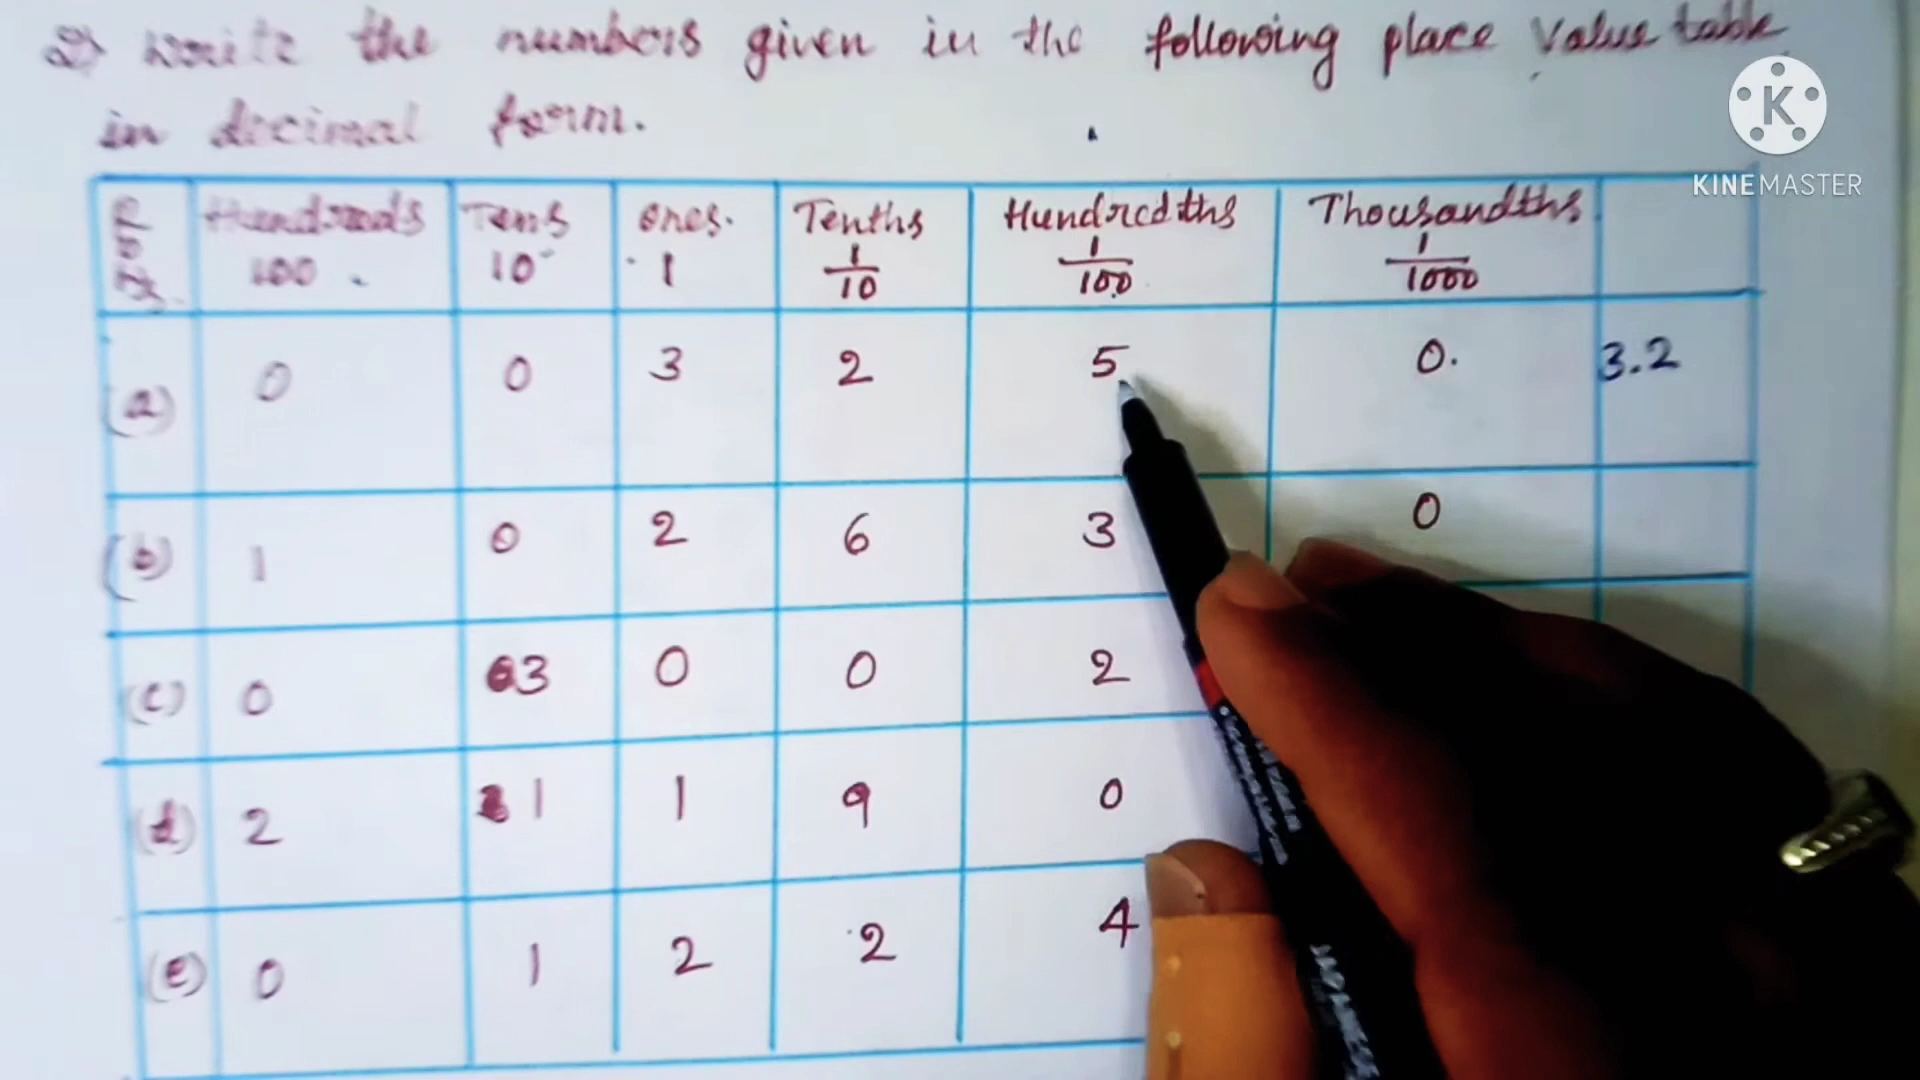 2) Write the numbers given in the following place value table
in decimal form.
K
KINEMASTER
Hundreds Tens Ones. Tenths Hundredths Thousandths
100 10 1 1/10 1/100 1/1000
(a) 0 0 3 2 5 0. 3.2
(b) 1 0 2 6 3 0
(c) 0 3 0 0 2
(d) 2 1 1 9 0
(e) 0 1 2 2 4